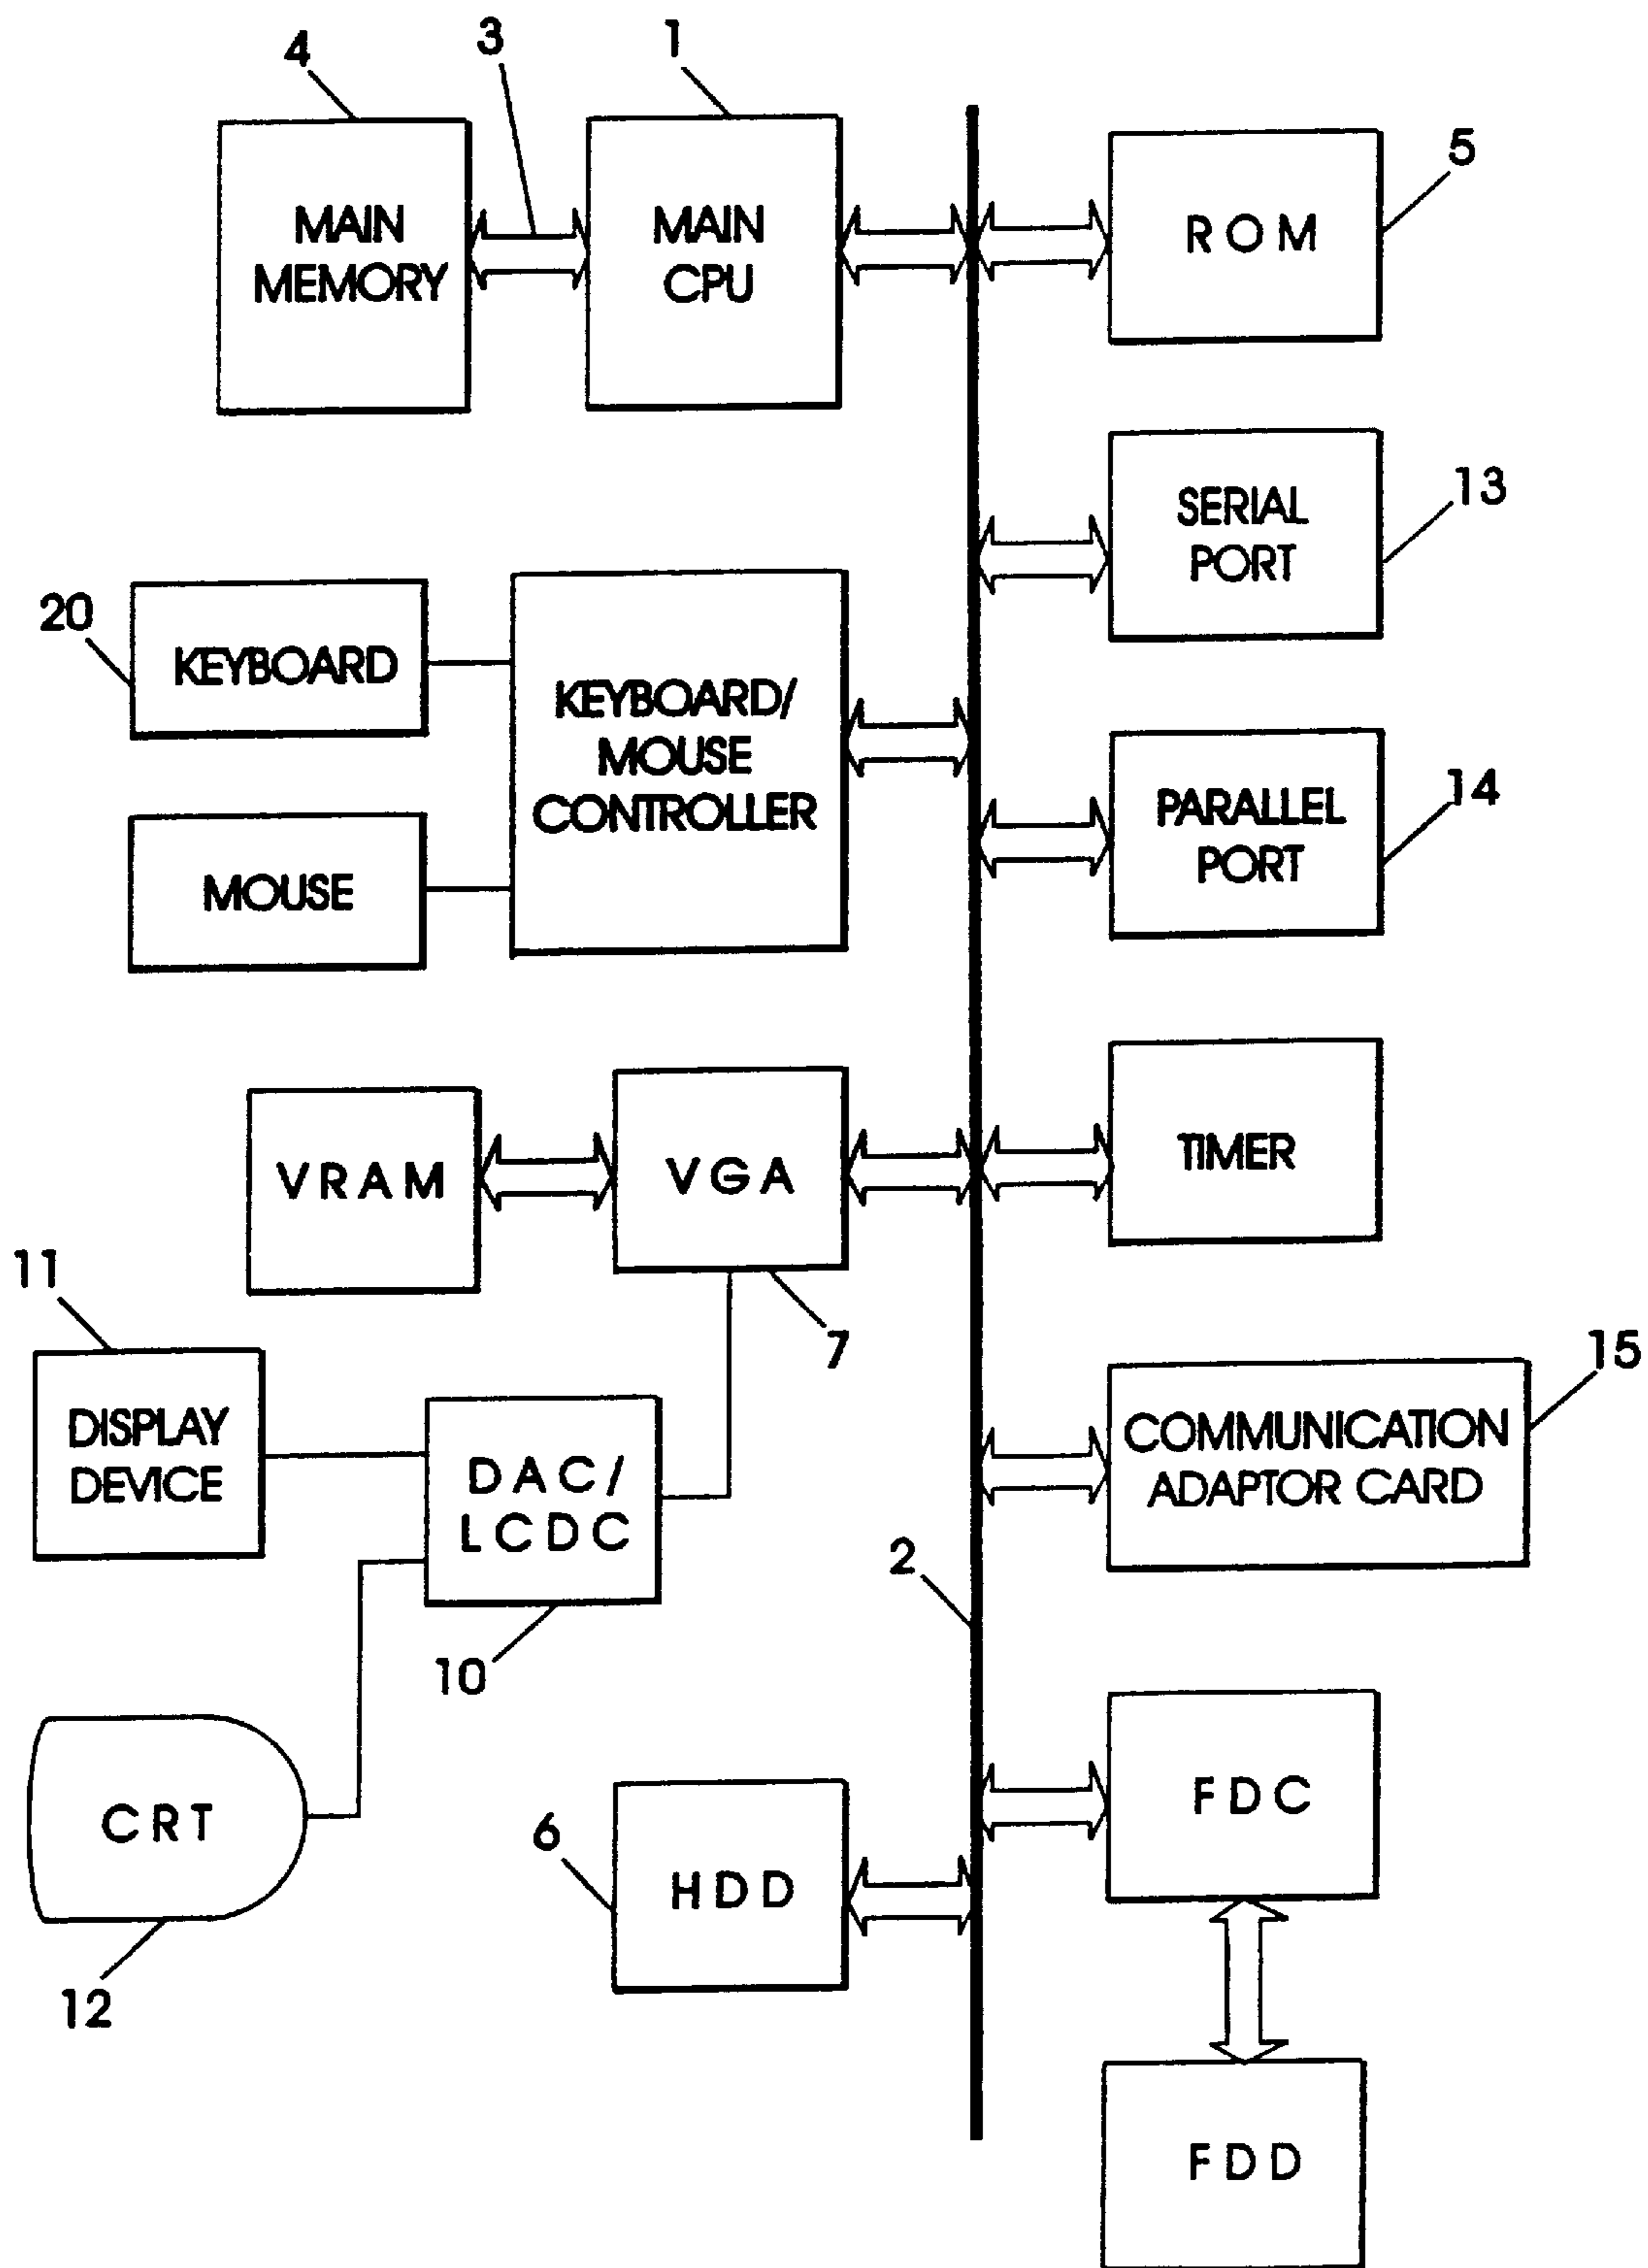 4
3
1
MAIN
MEMORY
MAIN
CPU
ROM
5
SERIAL
PORT
13
20
KEYBOARD
KEYBOARD/
MOUSE
CONTROLLER
MOUSE
PARALLEL
PORT
14
VRAM
VGA
TIMER
7
11
DISPLAY
DEVICE
DAC/
LCDC
10
COMMUNICATION
ADAPTOR CARD
15
2
CRT
12
6
HDD
FDC
FDD